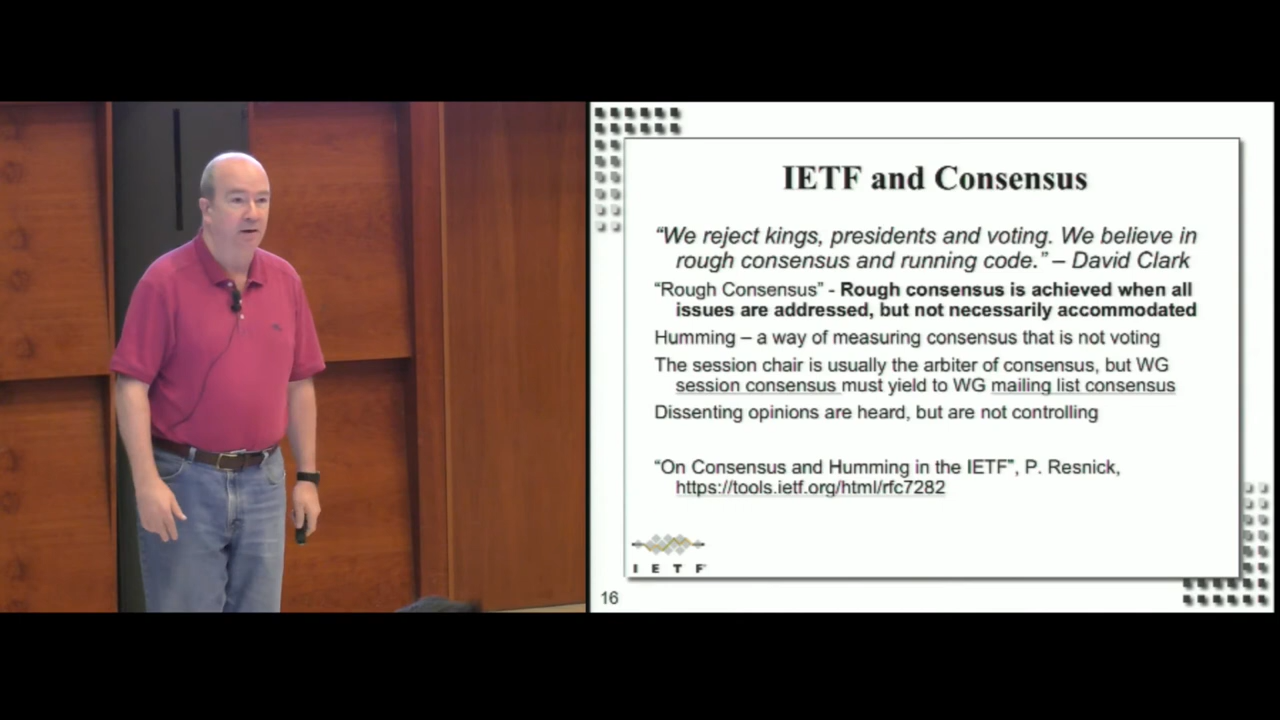 IETF and Consensus
“We reject kings, presidents and voting. We believe in
rough consensus and running code.” – David Clark
“Rough Consensus” - Rough consensus is achieved when all
issues are addressed, but not necessarily accommodated
Humming – a way of measuring consensus that is not voting
The session chair is usually the arbiter of consensus, but WG
session consensus must yield to WG mailing list consensus
Dissenting opinions are heard, but are not controlling
“On Consensus and Humming in the IETF”, P. Resnick,
https://tools.ietf.org/html/rfc7282
I E T F
16